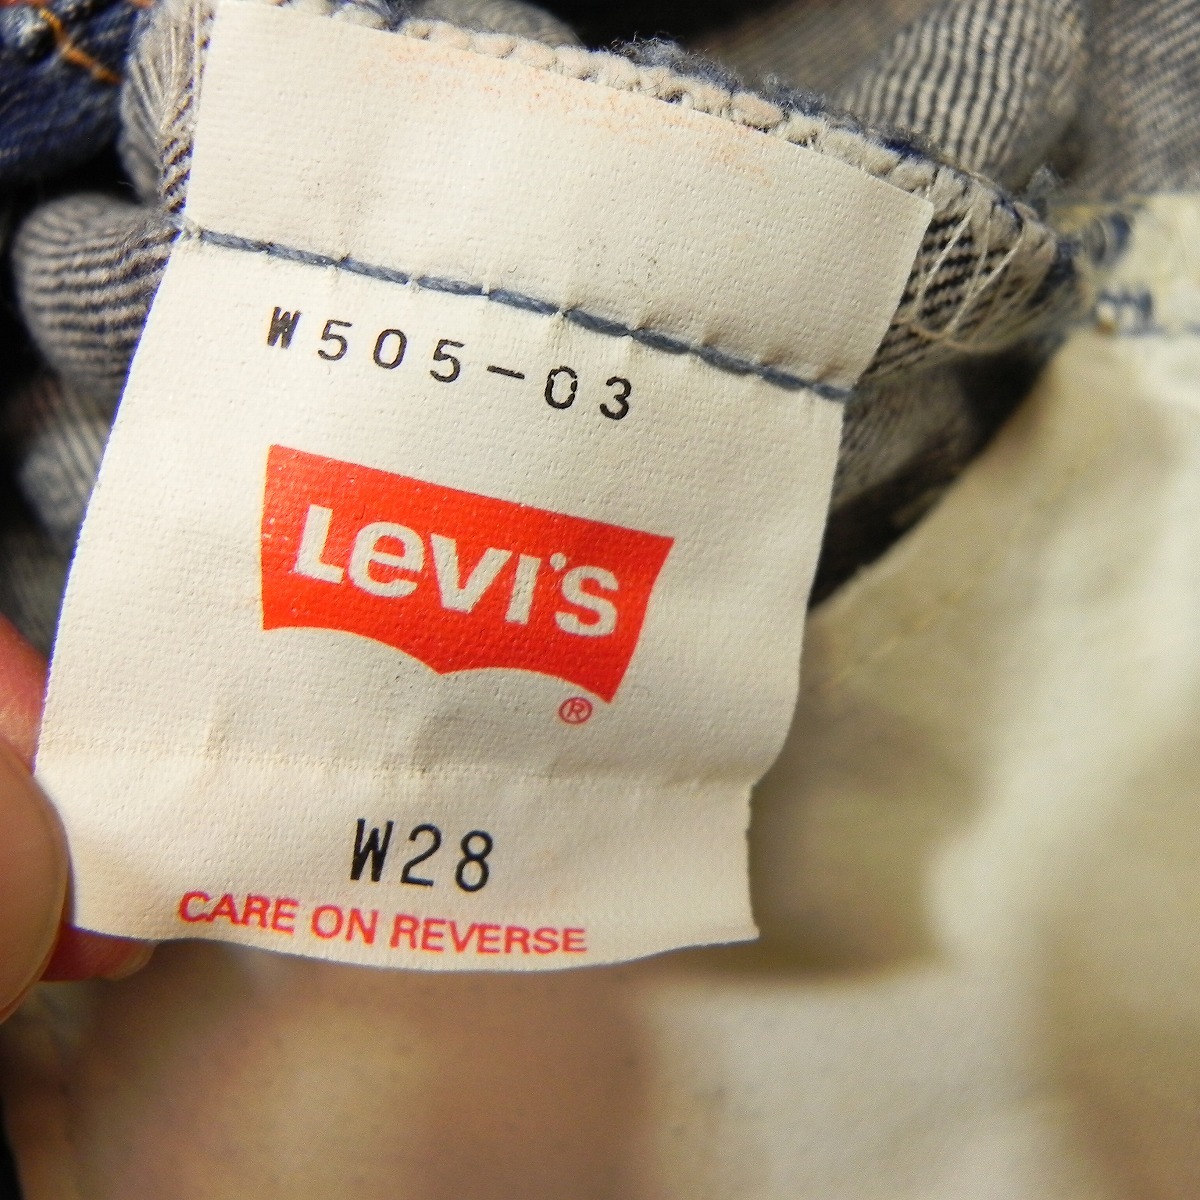 W505-03
Levi's
®
W28
CARE ON REVERSE